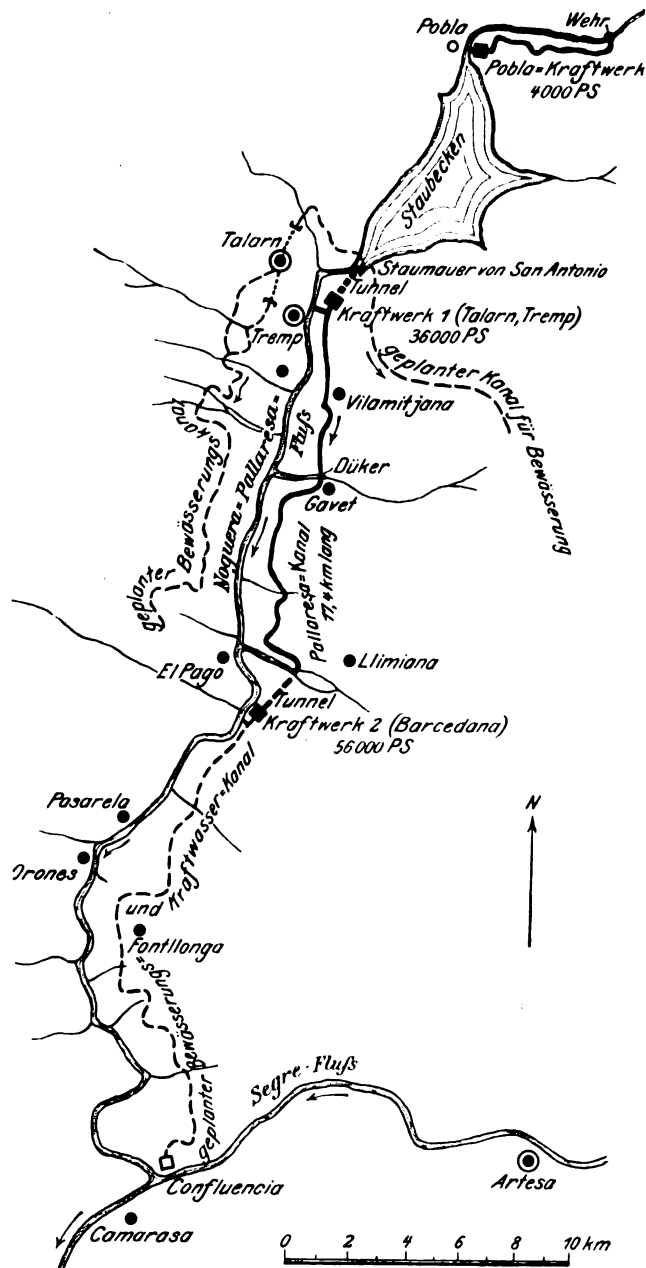 Wehr
Pobla
Pobla=Kraftwerk
4000 PS
Staubecken
Talarn
Staumauer von San Antonio
Tunnel
Kraftwerk 1 (Talarn, Tremp)
36000 PS
Tremp
geplanter Kanal für Bewässerung
Vilamitjana
Noguera=Pallaresa=
Fluß
geplanter Bewässerungs
Kanal
Düker
Gavet
Pallaresa=Kanal
17,4 km lang
El Pago
Llimiana
Tunnel
Kraftwerk 2 (Barcedana)
56000 PS
N
Pasarela
Orones
geplanter Bewässerungs=
und Kraftwasser=Kanal
Fontllonga
Segre-Fluß
Confluencia
Artesa
Camarasa
0 2 4 6 8 10 km